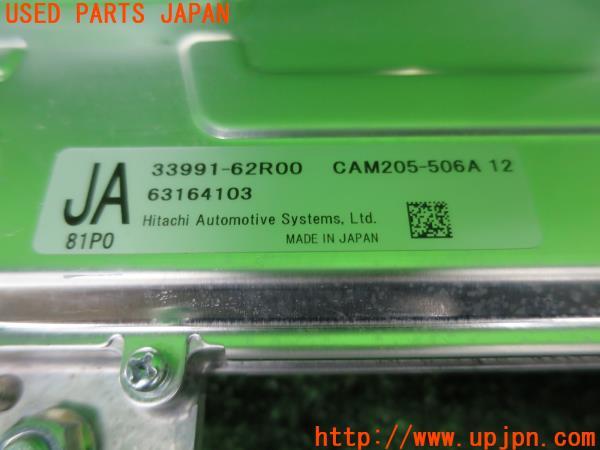 USED PARTS JAPAN
JA
81P0
33991-62R00 CAM205-506A 12
63164103
Hitachi Automotive Systems, Ltd.
MADE IN JAPAN
http://www.upjpn.com/